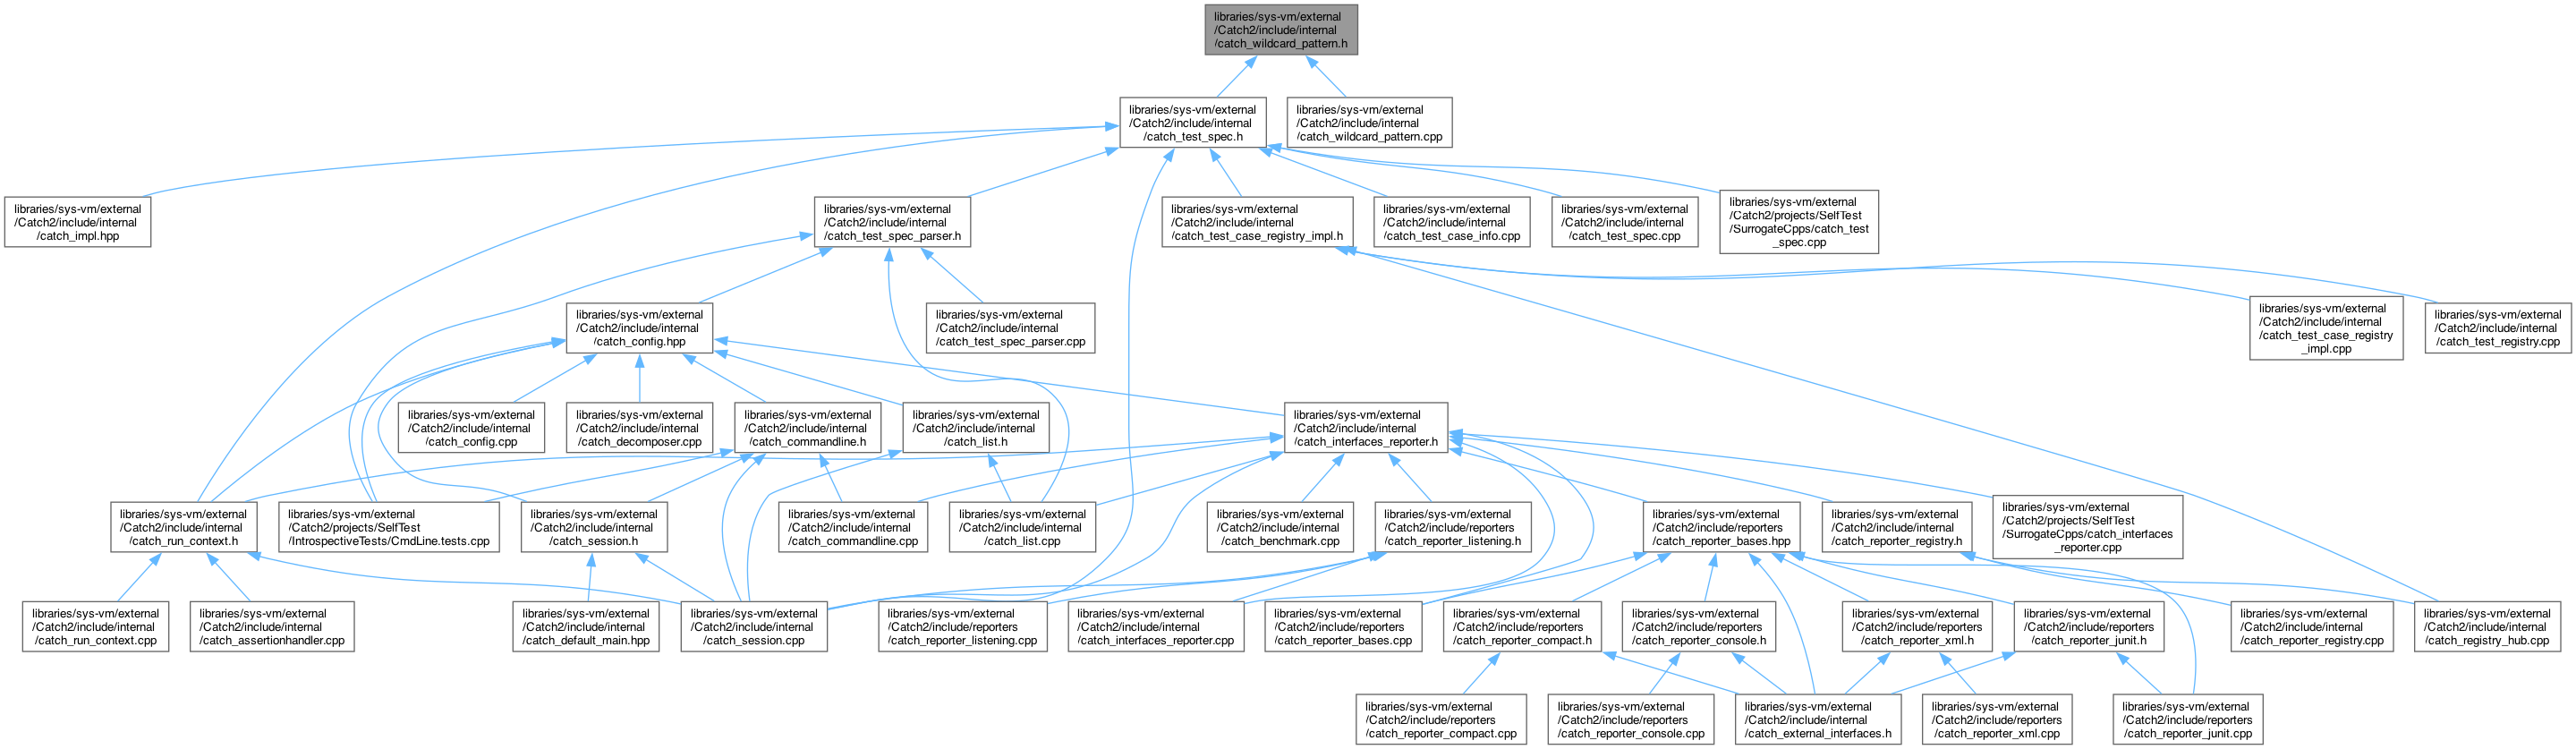 libraries/sys-vm/external
/Catch2/include/internal
/catch_wildcard_pattern.h
libraries/sys-vm/external
/Catch2/include/internal
/catch_test_spec.h
libraries/sys-vm/external
/Catch2/include/internal
/catch_wildcard_pattern.cpp
libraries/sys-vm/external
/Catch2/include/internal
/catch_impl.hpp
libraries/sys-vm/external
/Catch2/include/internal
/catch_test_spec_parser.h
libraries/sys-vm/external
/Catch2/include/internal
/catch_test_case_registry_impl.h
libraries/sys-vm/external
/Catch2/include/internal
/catch_test_case_info.cpp
libraries/sys-vm/external
/Catch2/include/internal
/catch_test_spec.cpp
libraries/sys-vm/external
/Catch2/projects/SelfTest
/SurrogateCpps/catch_test
_spec.cpp
libraries/sys-vm/external
/Catch2/include/internal
/catch_config.hpp
libraries/sys-vm/external
/Catch2/include/internal
/catch_test_spec_parser.cpp
libraries/sys-vm/external
/Catch2/include/internal
/catch_test_case_registry
_impl.cpp
libraries/sys-vm/external
/Catch2/include/internal
/catch_test_registry.cpp
libraries/sys-vm/external
/Catch2/include/internal
/catch_config.cpp
libraries/sys-vm/external
/Catch2/include/internal
/catch_decomposer.cpp
libraries/sys-vm/external
/Catch2/include/internal
/catch_commandline.h
libraries/sys-vm/external
/Catch2/include/internal
/catch_list.h
libraries/sys-vm/external
/Catch2/include/internal
/catch_interfaces_reporter.h
libraries/sys-vm/external
/Catch2/include/internal
/catch_run_context.h
libraries/sys-vm/external
/Catch2/projects/SelfTest
/IntrospectiveTests/CmdLine.tests.cpp
libraries/sys-vm/external
/Catch2/include/internal
/catch_session.h
libraries/sys-vm/external
/Catch2/include/internal
/catch_commandline.cpp
libraries/sys-vm/external
/Catch2/include/internal
/catch_list.cpp
libraries/sys-vm/external
/Catch2/include/internal
/catch_benchmark.cpp
libraries/sys-vm/external
/Catch2/include/reporters
/catch_reporter_listening.h
libraries/sys-vm/external
/Catch2/include/reporters
/catch_reporter_bases.hpp
libraries/sys-vm/external
/Catch2/include/internal
/catch_reporter_registry.h
libraries/sys-vm/external
/Catch2/projects/SelfTest
/SurrogateCpps/catch_interfaces
_reporter.cpp
libraries/sys-vm/external
/Catch2/include/internal
/catch_run_context.cpp
libraries/sys-vm/external
/Catch2/include/internal
/catch_assertionhandler.cpp
libraries/sys-vm/external
/Catch2/include/internal
/catch_default_main.hpp
libraries/sys-vm/external
/Catch2/include/internal
/catch_session.cpp
libraries/sys-vm/external
/Catch2/include/reporters
/catch_reporter_listening.cpp
libraries/sys-vm/external
/Catch2/include/internal
/catch_interfaces_reporter.cpp
libraries/sys-vm/external
/Catch2/include/reporters
/catch_reporter_bases.cpp
libraries/sys-vm/external
/Catch2/include/reporters
/catch_reporter_compact.h
libraries/sys-vm/external
/Catch2/include/reporters
/catch_reporter_console.h
libraries/sys-vm/external
/Catch2/include/reporters
/catch_reporter_xml.h
libraries/sys-vm/external
/Catch2/include/reporters
/catch_reporter_junit.h
libraries/sys-vm/external
/Catch2/include/internal
/catch_reporter_registry.cpp
libraries/sys-vm/external
/Catch2/include/internal
/catch_registry_hub.cpp
libraries/sys-vm/external
/Catch2/include/reporters
/catch_reporter_compact.cpp
libraries/sys-vm/external
/Catch2/include/reporters
/catch_reporter_console.cpp
libraries/sys-vm/external
/Catch2/include/internal
/catch_external_interfaces.h
libraries/sys-vm/external
/Catch2/include/reporters
/catch_reporter_xml.cpp
libraries/sys-vm/external
/Catch2/include/reporters
/catch_reporter_junit.cpp